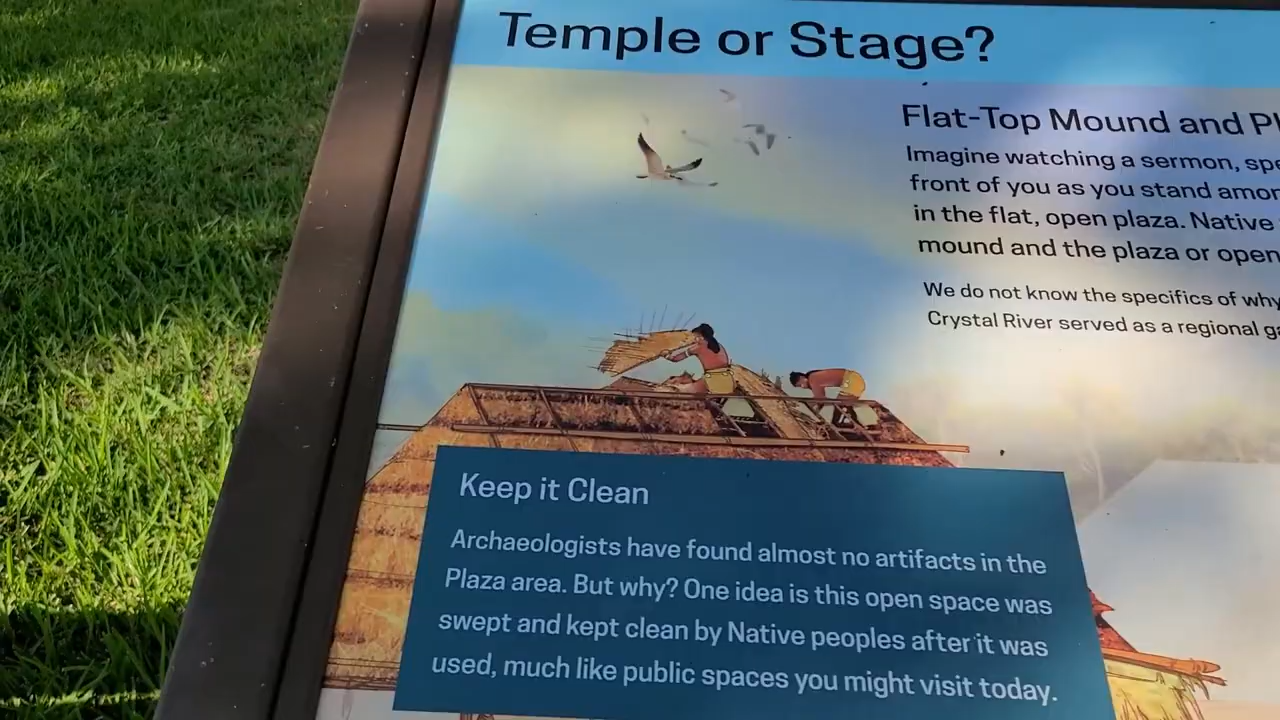 Temple or Stage?
Flat-Top Mound and
Imagine watching a sermon,
front of you as you stand
in the flat, open plaza. Native
mound and the plaza or open
We do not know the specifics of why
Crystal River served as a regional
Keep it Clean
Archaeologists have found almost no artifacts in the
Plaza area. But why? One idea is this open space was
swept and kept clean by Native peoples after it was
used, much like public spaces you might visit today.